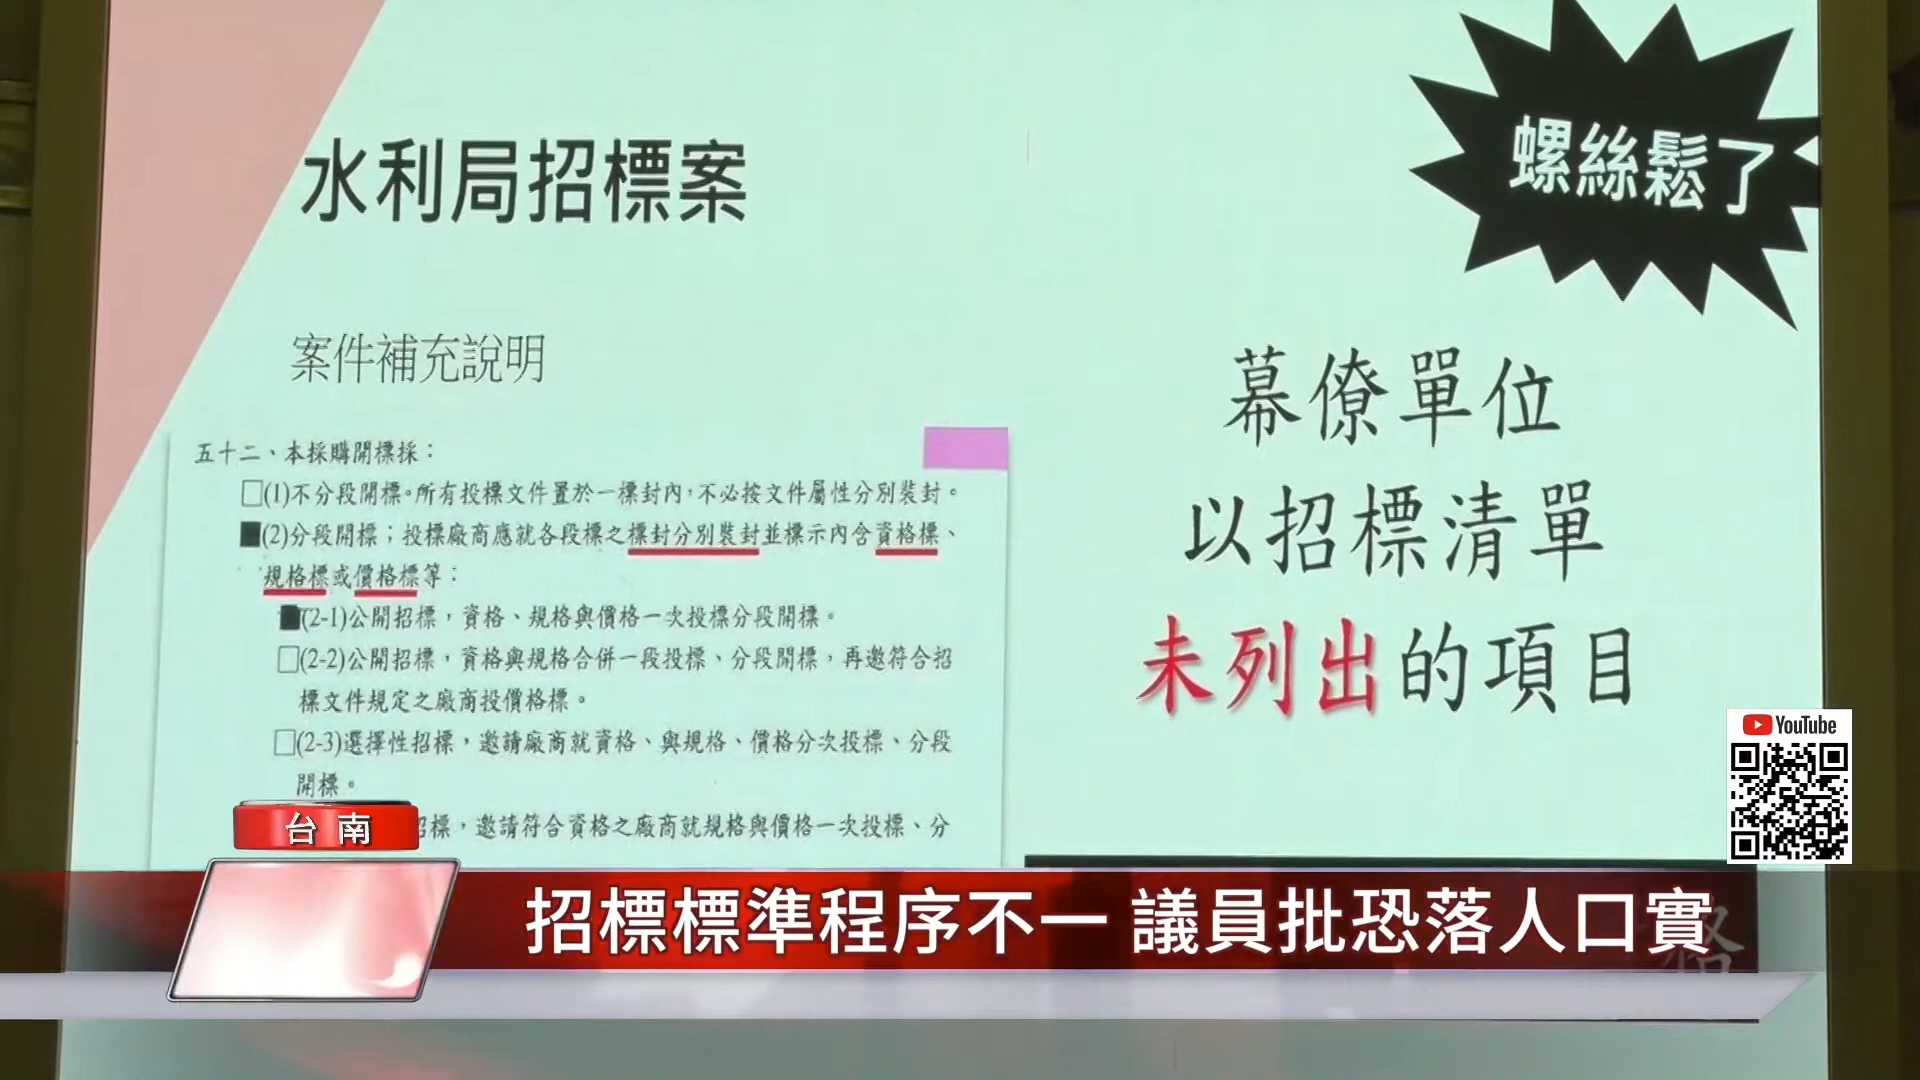 水利局招標案
螺絲鬆了
案件補充說明
五十二、本採購開標採：
□(1)不分段開標。所有投標文件置於一標封內，不必按文件屬性分別裝封。
■(2)分段開標；投標廠商應就各段標之標封分別裝封並標示內含資格標、
規格標或價格標等：
■(2-1)公開招標，資格、規格與價格一次投標分段開標。
□(2-2)公開招標，資格與規格合併一段投標、分段開標，再邀符合招
標文件規定之廠商投價格標。
□(2-3)選擇性招標，邀請廠商就資格、與規格、價格分次投標、分段
開標。
招標，邀請符合資格之廠商就規格與價格一次投標、分
幕僚單位
以招標清單
未列出的項目
YouTube
台南
招標標準程序不一 議員批恐落人口實